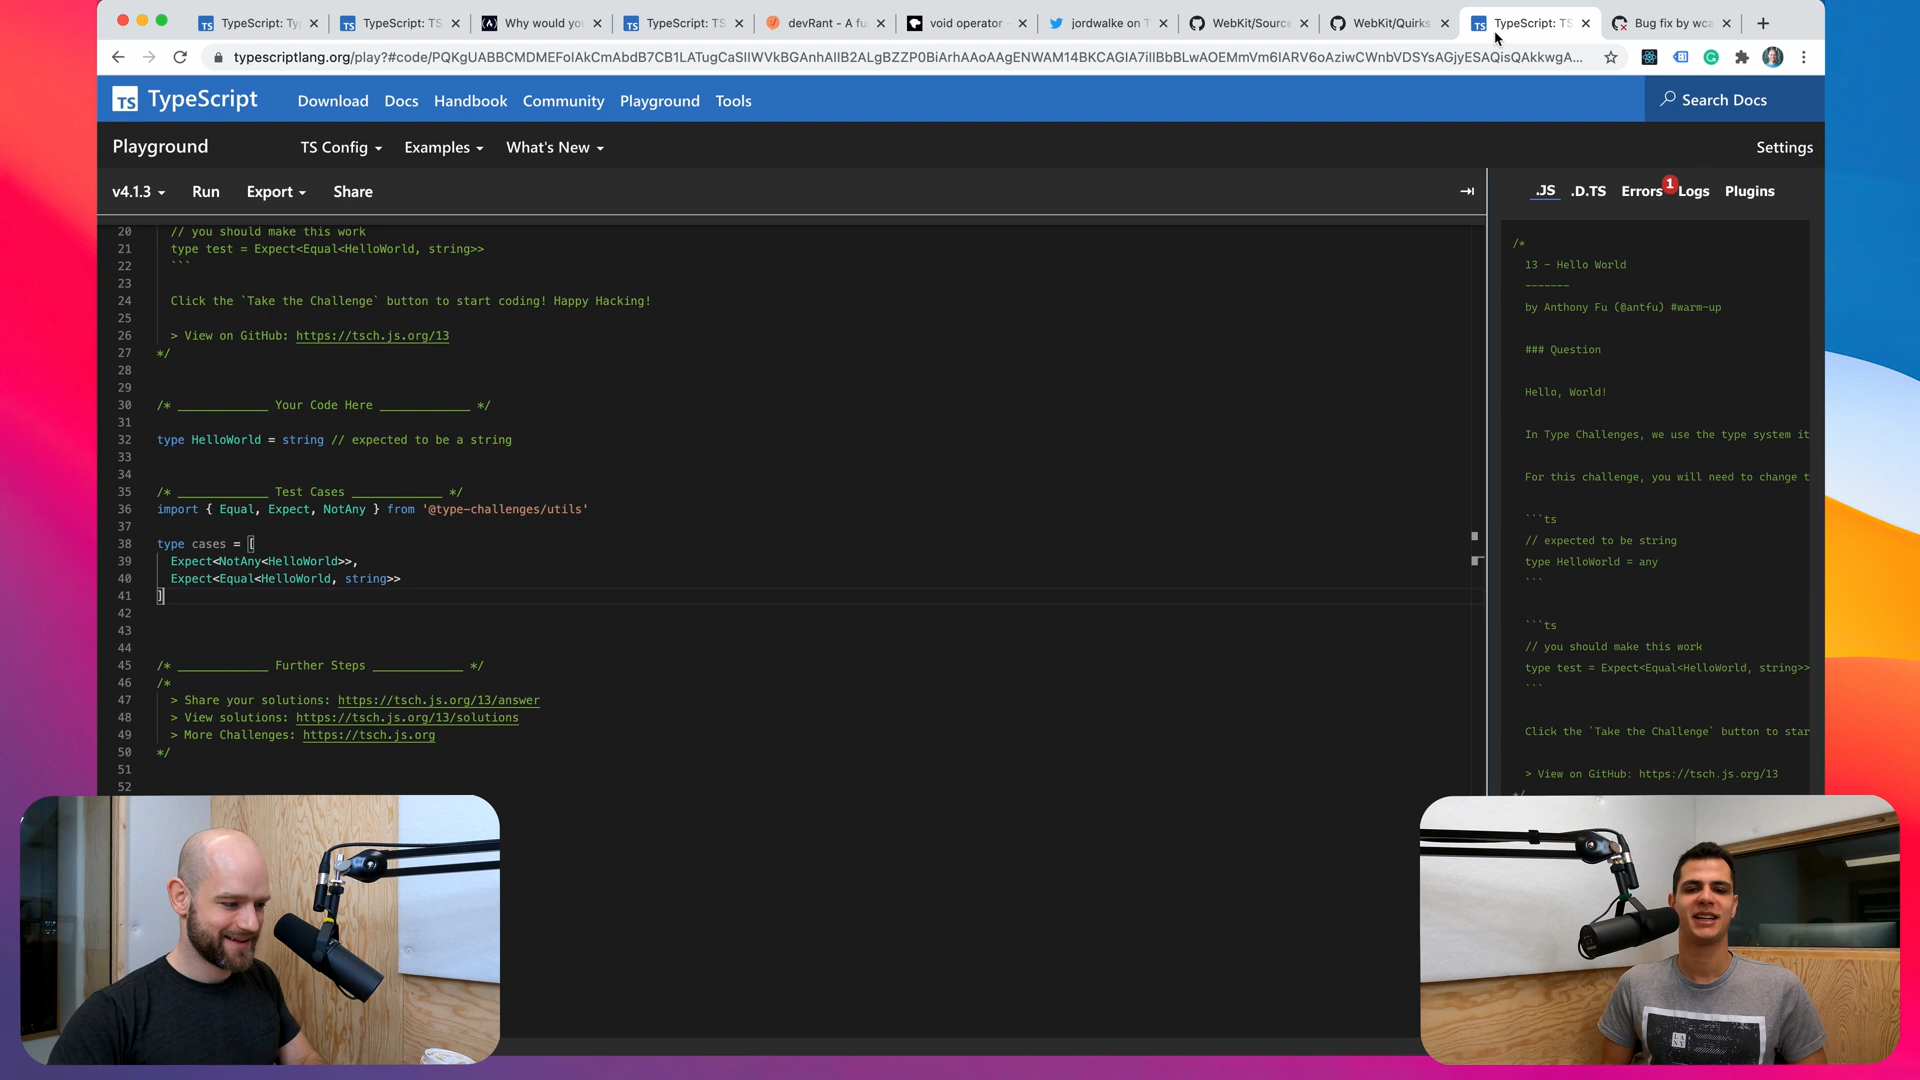 TypeScript: Ty
TypeScript: TS
Why would yo
TypeScript: TS
devRant - A fu
void operator -
jordwalke on T
WebKit/Source
WebKit/Quirks
TypeScript: TS
Bug fix by wca
typescriptlang.org/play?#code/PQKgUABBCMDMEFoIAkCmAbdB7CB1LATugCaSIIWVkBGAnhAIIB2ALgBZZP0BiArhAAoAAgENWAM14BKCAGIA7iIIBbBLwAOEMmVm6IARV6oAziwCWnbVDSYsAGjyESAQisQAkkwgA...
TS TypeScript
Download
Docs
Handbook
Community
Playground
Tools
Search Docs
Playground
TS Config
Examples
What's New
Settings
v4.1.3
Run
Export
Share
.JS
.D.TS
Errors
1
Logs
Plugins
20 // you should make this work
21 type test = Expect<Equal<HelloWorld, string>>
22 ```
23
24 Click the `Take the Challenge` button to start coding! Happy Hacking!
25
26 > View on GitHub: https://tsch.js.org/13
27 */
28
29
30 /* _____________ Your Code Here _____________ */
31
32 type HelloWorld = string // expected to be a string
33
34
35 /* _____________ Test Cases _____________ */
36 import { Equal, Expect, NotAny } from '@type-challenges/utils'
37
38 type cases = [
39 Expect<NotAny<HelloWorld>>,
40 Expect<Equal<HelloWorld, string>>
41 ]
42
43
44
45 /* _____________ Further Steps _____________ */
46 /*
47 > Share your solutions: https://tsch.js.org/13/answer
48 > View solutions: https://tsch.js.org/13/solutions
49 > More Challenges: https://tsch.js.org
50 */
51
52
/*
13 - Hello World
-------
by Anthony Fu (@antfu) #warm-up
### Question
Hello, World!
In Type Challenges, we use the type system it
For this challenge, you will need to change t
```ts
// expected to be string
type HelloWorld = any
```
```ts
// you should make this work
type test = Expect<Equal<HelloWorld, string>>
```
Click the `Take the Challenge` button to star
> View on GitHub: https://tsch.js.org/13
*/